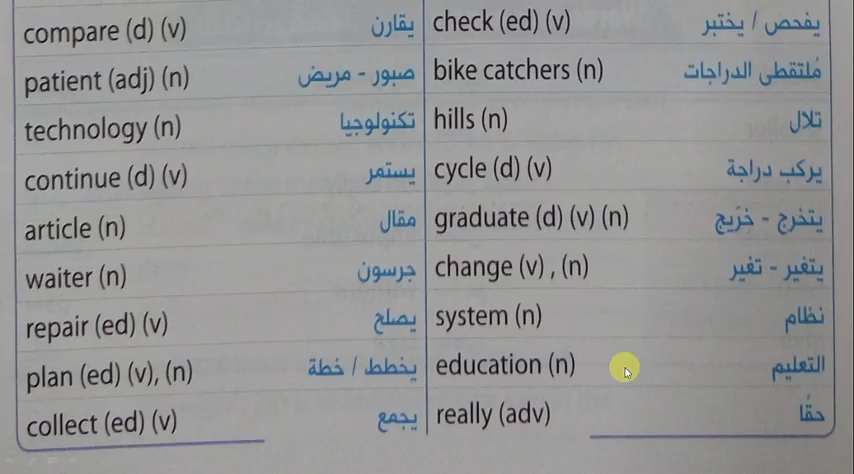 compare (d) (v) يقارن check (ed) (v) يفحص / يختبر
patient (adj) (n) صبور - مريض bike catchers (n) مُلتقطى الدراجات
technology (n) تكنولوجيا hills (n) تلال
continue (d) (v) يستمر cycle (d) (v) يركب دراجة
article (n) مقال graduate (d) (v) (n) يتخرج - خِرّيج
waiter (n) جرسون change (v) , (n) يتغير - تغير
repair (ed) (v) يصلح system (n) نظام
plan (ed) (v), (n) يخطط / خطة education (n) التعليم
collect (ed) (v) يجمع really (adv) حقًا